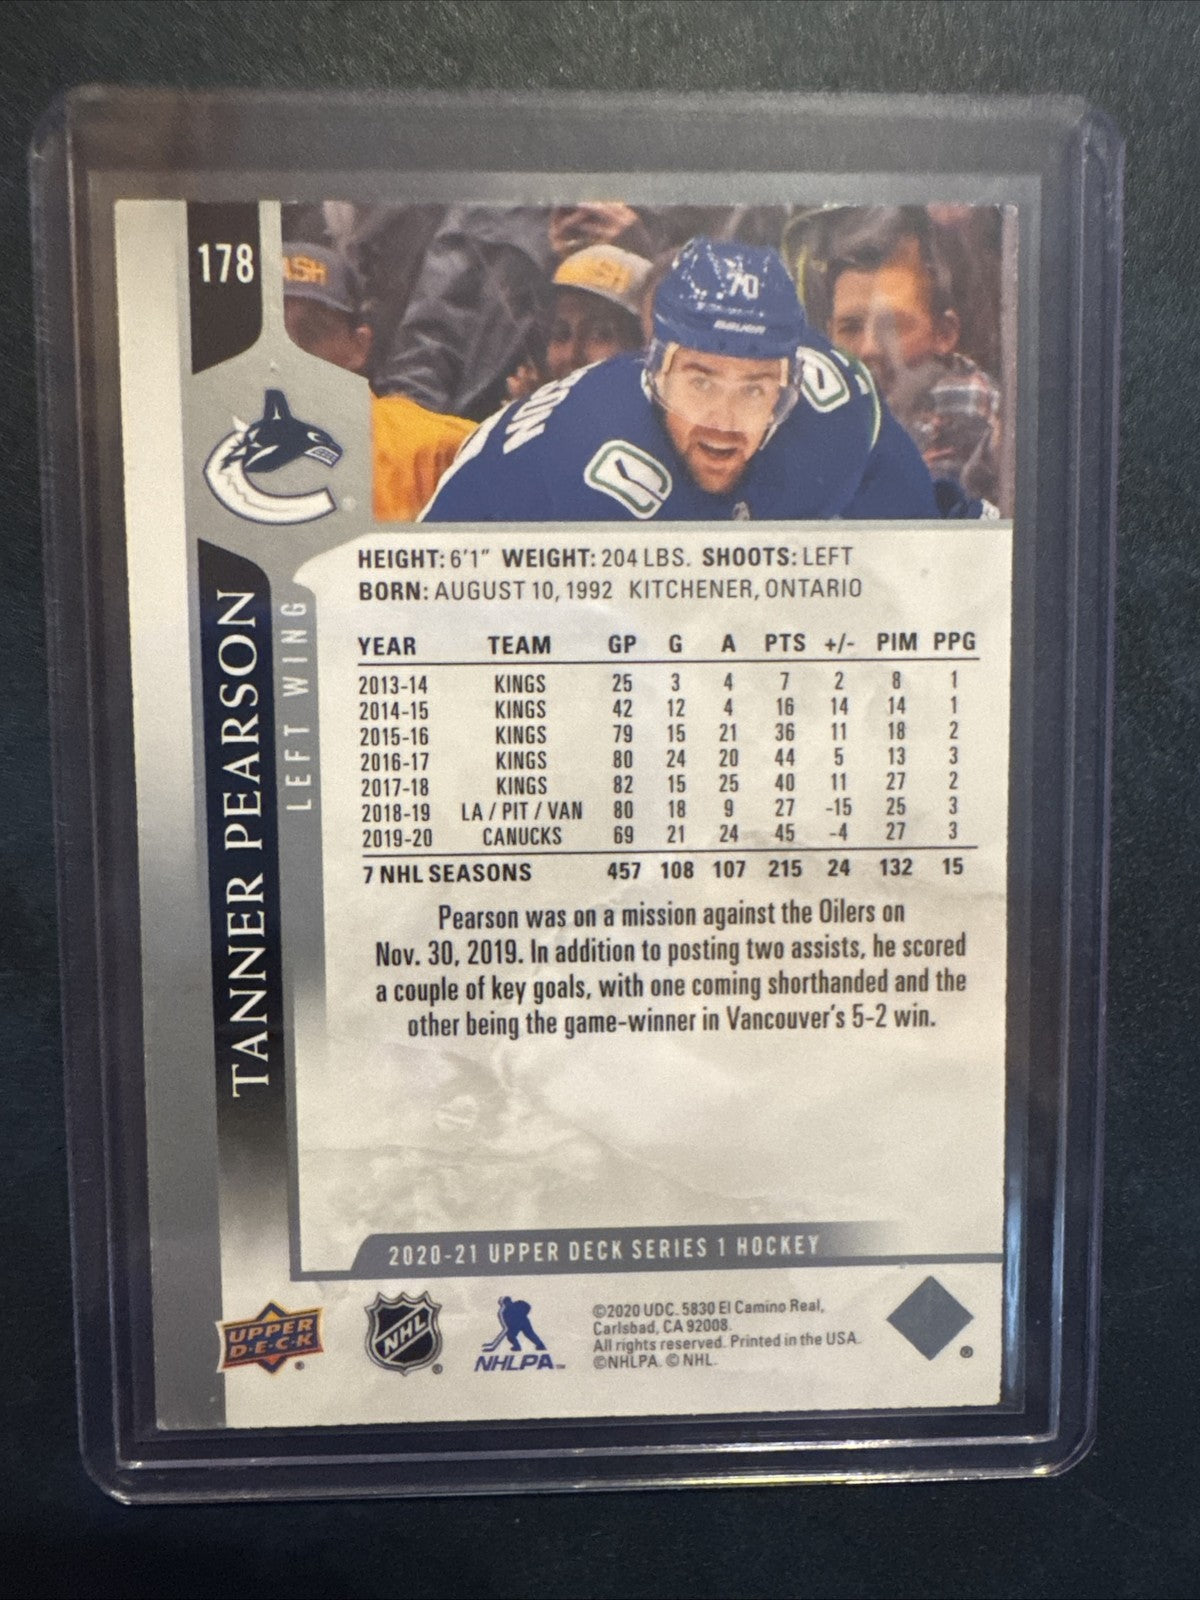 178
ASH
SH
70
BAUER
SON
HEIGHT: 6'1" WEIGHT: 204 LBS. SHOOTS: LEFT
BORN: AUGUST 10, 1992 KITCHENER, ONTARIO
TANNER PEARSON
LEFT WING
YEAR TEAM GP G A PTS +/- PIM PPG
2013-14 KINGS 25 3 4 7 2 8 1
2014-15 KINGS 42 12 4 16 14 14 1
2015-16 KINGS 79 15 21 36 11 18 2
2016-17 KINGS 80 24 20 44 5 13 3
2017-18 KINGS 82 15 25 40 11 27 2
2018-19 LA / PIT / VAN 80 18 9 27 -15 25 3
2019-20 CANUCKS 69 21 24 45 -4 27 3
7 NHL SEASONS 457 108 107 215 24 132 15
Pearson was on a mission against the Oilers on
Nov. 30, 2019. In addition to posting two assists, he scored
a couple of key goals, with one coming shorthanded and the
other being the game-winner in Vancouver's 5-2 win.
2020-21 UPPER DECK SERIES 1 HOCKEY
UPPER
D·E·C·K ®
NHL ®
NHLPA™
©2020 UDC. 5830 El Camino Real,
Carlsbad, CA 92008.
All rights reserved. Printed in the USA.
©NHLPA. © NHL.
®